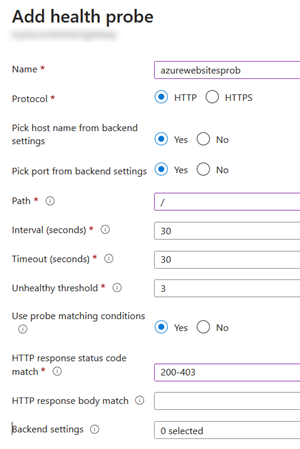 Add health probe
Name *
azurewebsitesprob
Protocol *
HTTP
HTTPS
Pick host name from backend
settings
Yes
No
Pick port from backend settings
Yes
No
Path *
/
Interval (seconds) *
30
Timeout (seconds) *
30
Unhealthy threshold *
3
Use probe matching conditions
Yes
No
HTTP response status code
match *
200-403
HTTP response body match
Backend settings
0 selected